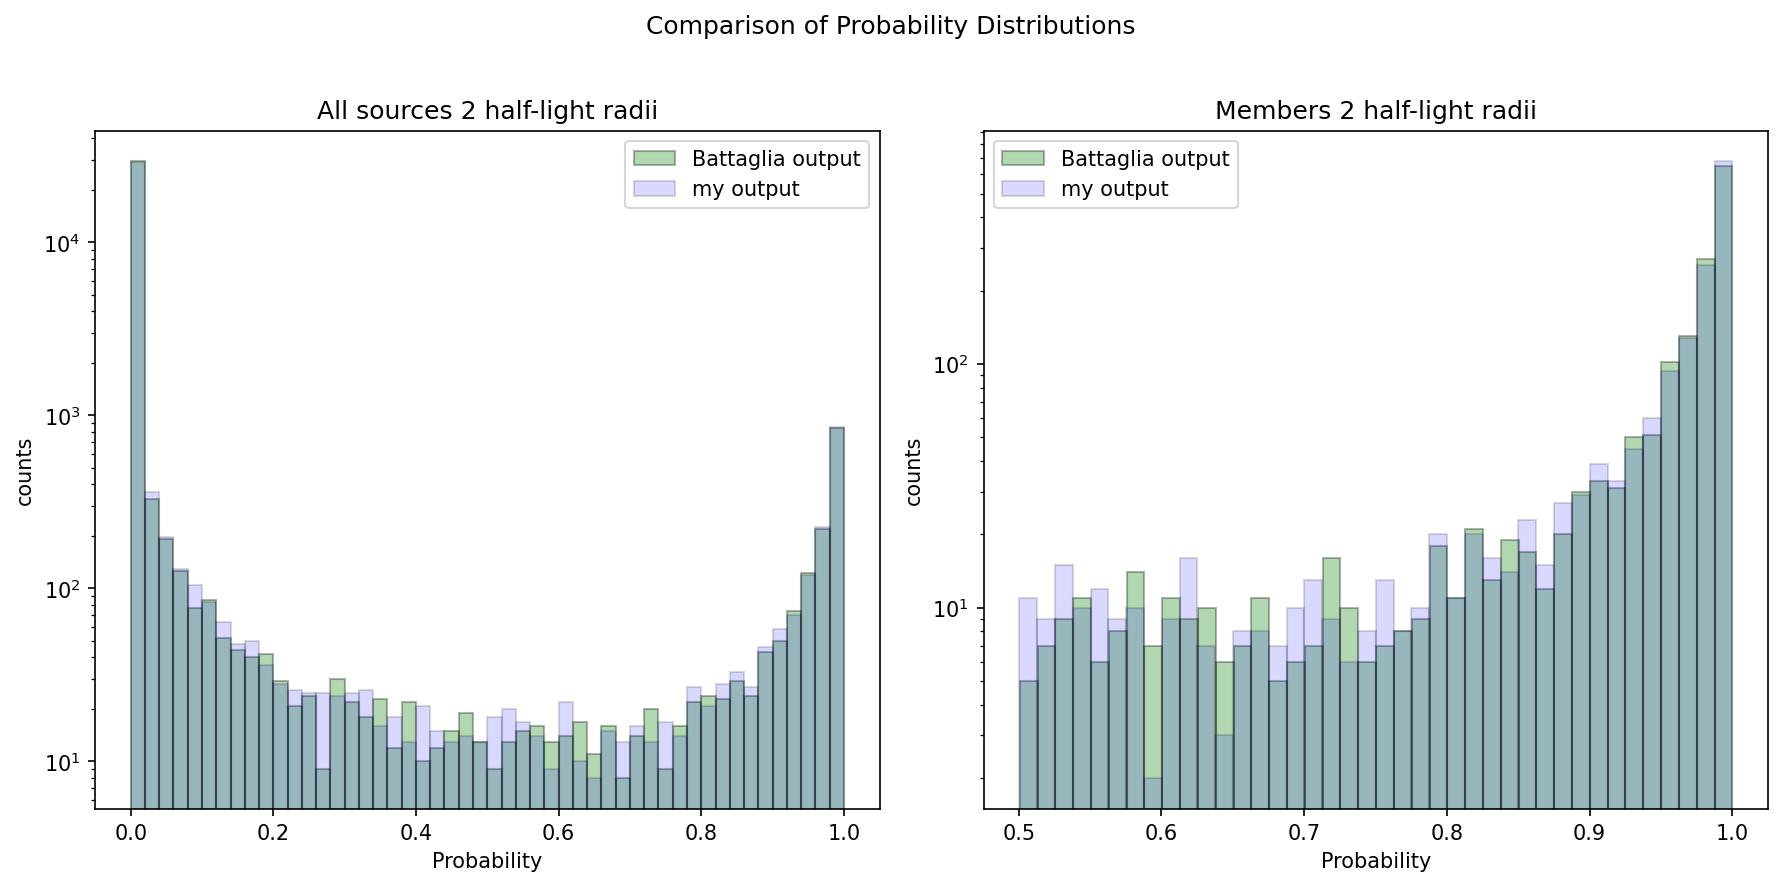 Comparison of Probability Distributions
All sources 2 half-light radii
Battaglia output
my output
10⁴
10³
10²
10¹
counts
0.0 0.2 0.4 0.6 0.8 1.0
Probability
Members 2 half-light radii
Battaglia output
my output
10²
10¹
counts
0.5 0.6 0.7 0.8 0.9 1.0
Probability